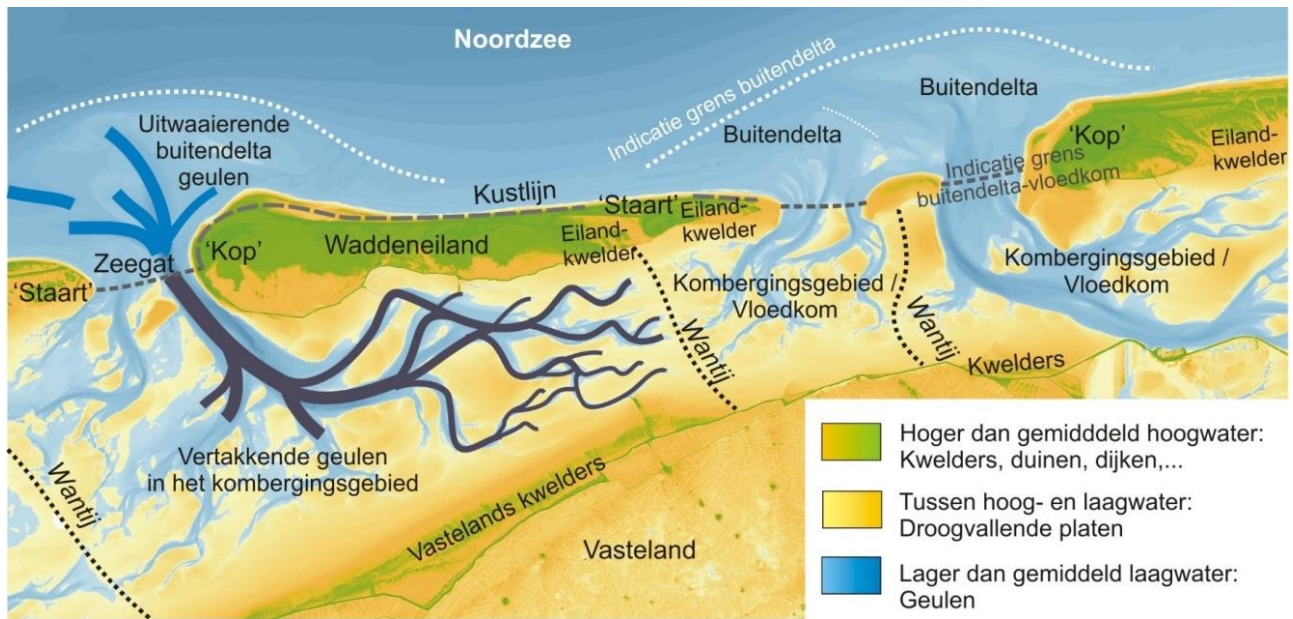 Noordzee
Uitwaaierende
buitendelta
geulen
Indicatie grens buitendelta
Buitendelta
Buitendelta
'Kop'
Eiland-
kwelder
Indicatie grens
buitendelta-vloedkom
Kustlijn
'Staart'
Eiland-
kwelder
Zeegat
'Kop'
Waddeneiland
Eiland-
kwelder
'Staart'
Kombergingsgebied /
Vloedkom
Kombergingsgebied /
Vloedkom
Wantij
Wantij
Kwelders
Vertakkende geulen
in het kombergingsgebied
Wantij
Vastelands kwelders
Vasteland
Hoger dan gemidddeld hoogwater:
Kwelders, duinen, dijken,...
Tussen hoog- en laagwater:
Droogvallende platen
Lager dan gemiddeld laagwater:
Geulen